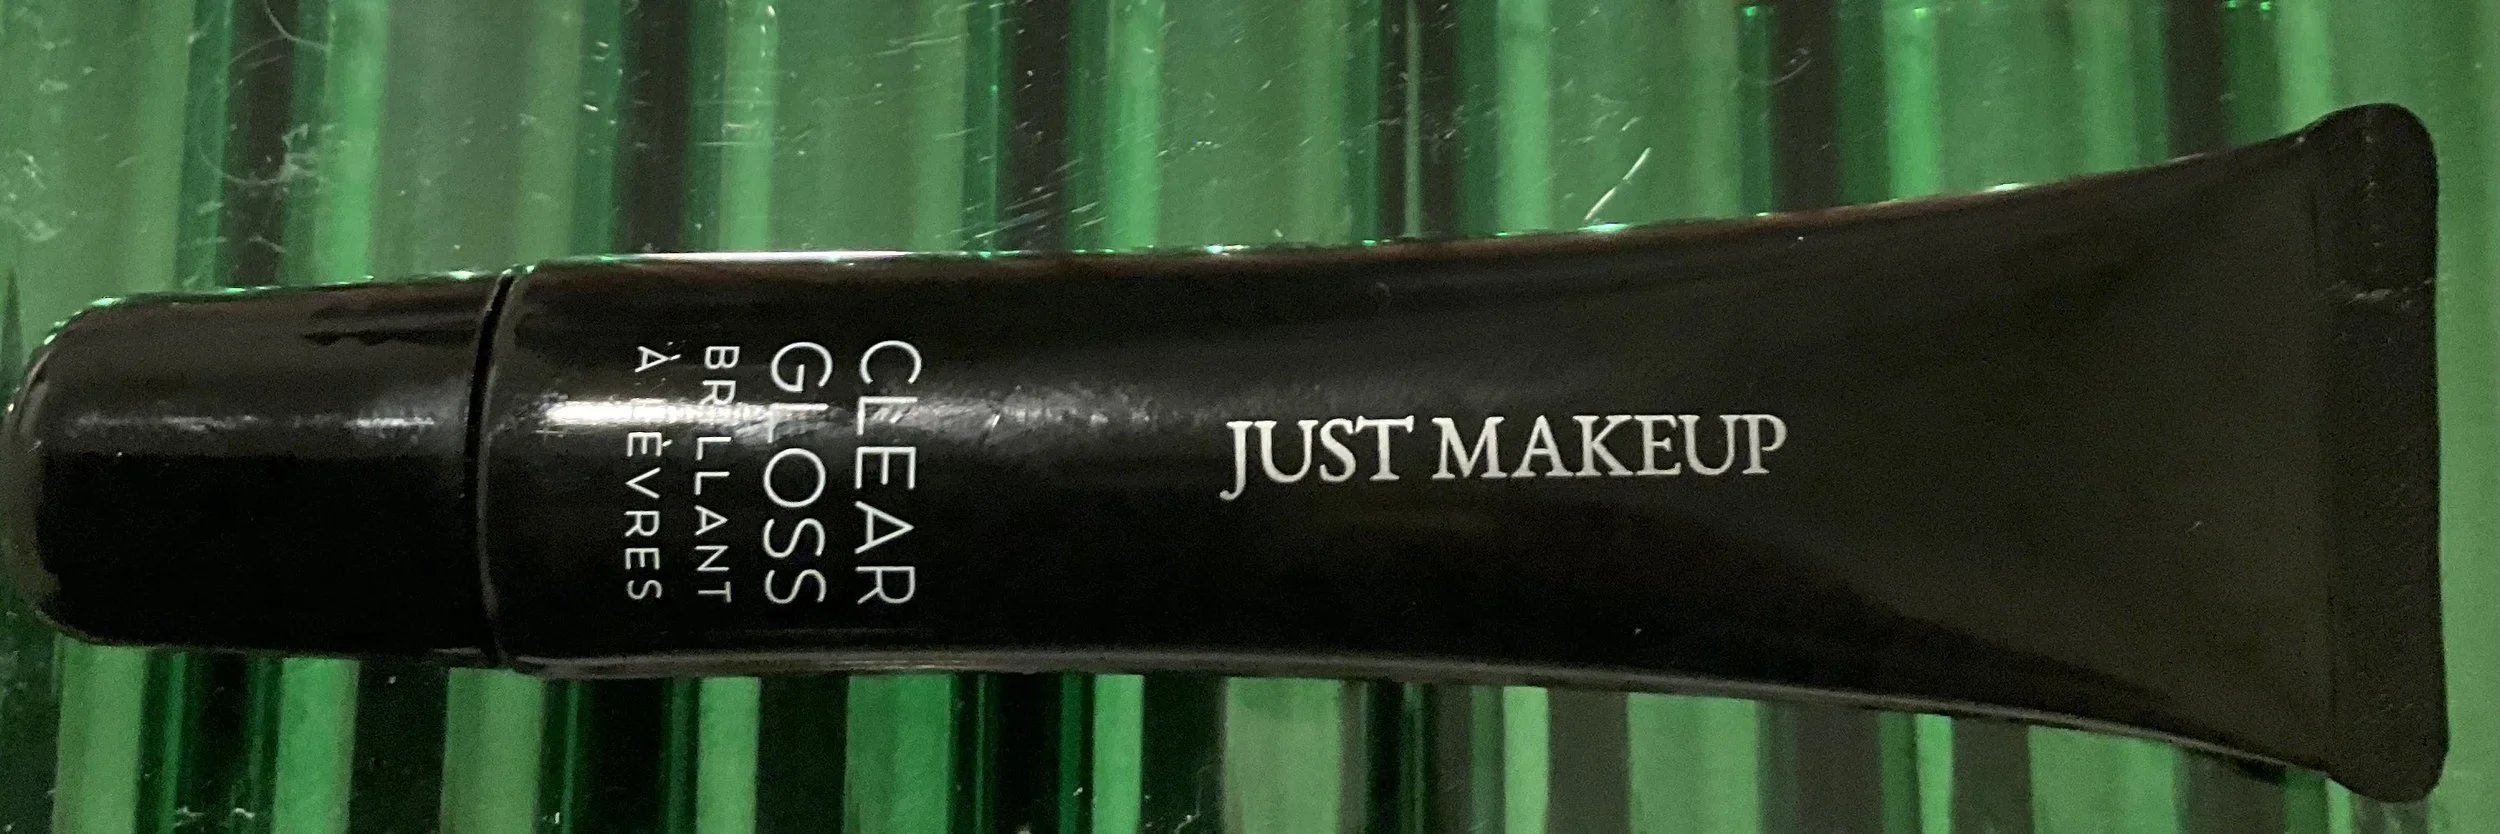 JUST MAKEUP
CLEAR
GLOSS
BRILLANT
À LÈVRES